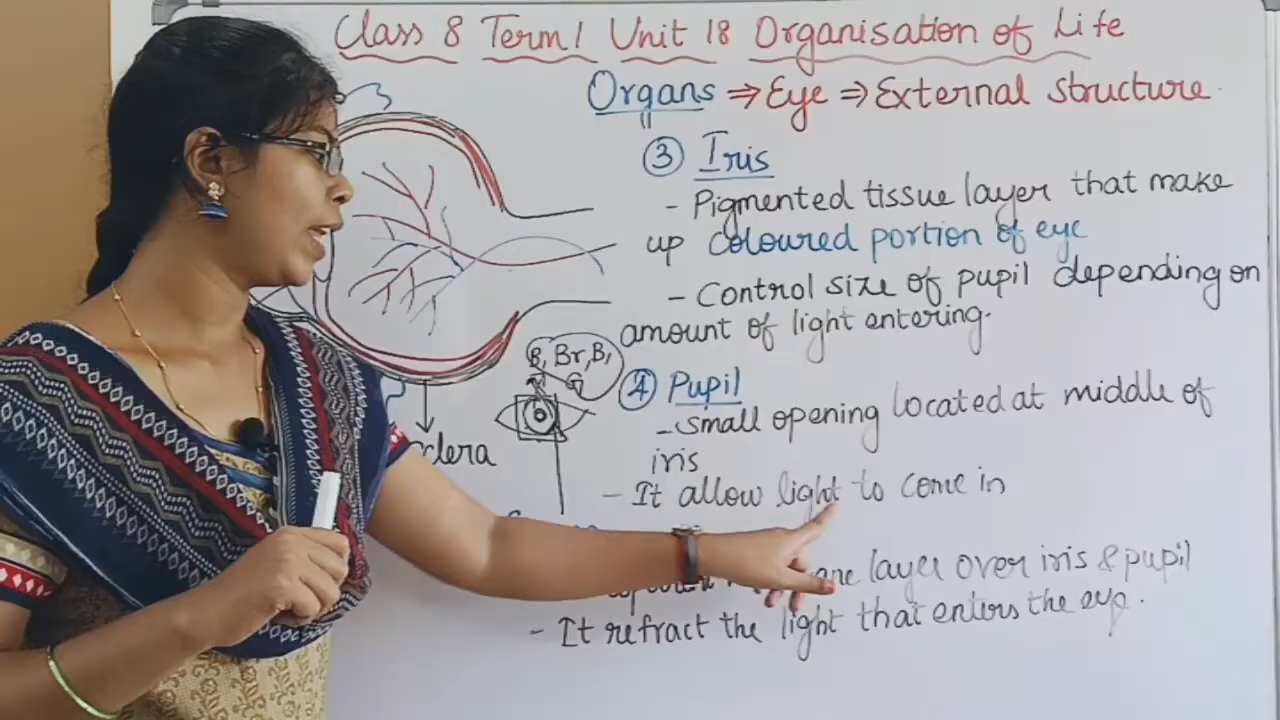 Class 8 Term 1 Unit 18 Organisation of Life
Organs ⇒ Eye ⇒ External structure.
③ Iris
- Pigmented tissue layer that make
up coloured portion of eye
- Control size of pupil depending on
amount of light entering.
B, Br, B,
④ Pupil
- Small opening located at middle of
iris
- It allow light to come in
layer over iris & pupil
- It refract the light that enters the eye.